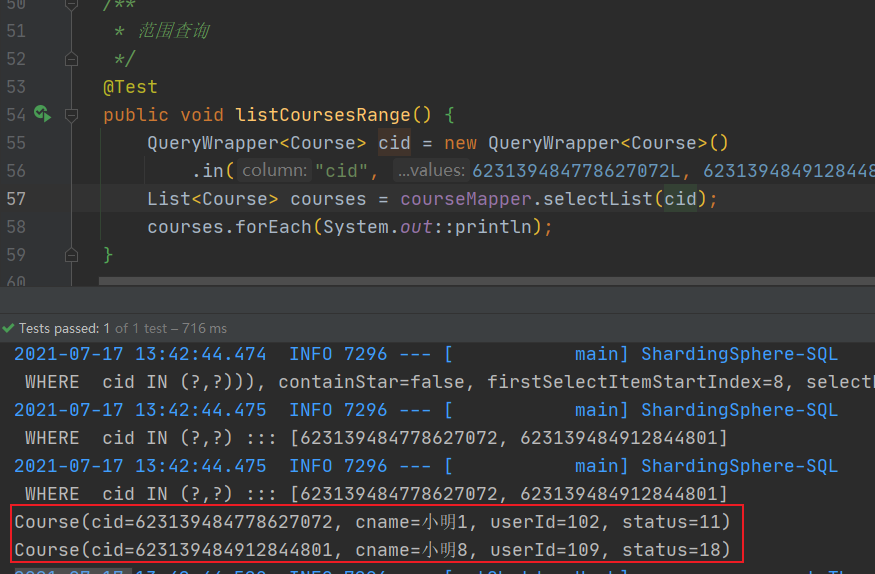 50 /**
51 * 范围查询
52 */
53 @Test
54 public void listCoursesRange() {
55 QueryWrapper<Course> cid = new QueryWrapper<Course>()
56 .in( column: "cid", ...values: 623139484778627072L, 6231394849128448
57 List<Course> courses = courseMapper.selectList(cid);
58 courses.forEach(System.out::println);
59 }
60
Tests passed: 1 of 1 test – 716 ms
2021-07-17 13:42:44.474 INFO 7296 --- [ main] ShardingSphere-SQL
WHERE cid IN (?,?))), containStar=false, firstSelectItemStartIndex=8, select
2021-07-17 13:42:44.475 INFO 7296 --- [ main] ShardingSphere-SQL
WHERE cid IN (?,?) ::: [623139484778627072, 623139484912844801]
2021-07-17 13:42:44.475 INFO 7296 --- [ main] ShardingSphere-SQL
WHERE cid IN (?,?) ::: [623139484778627072, 623139484912844801]
Course(cid=623139484778627072, cname=小明1, userId=102, status=11)
Course(cid=623139484912844801, cname=小明8, userId=109, status=18)